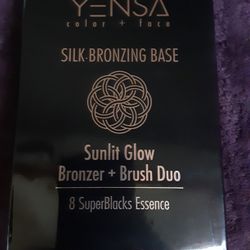 YENSA
color + face
SILK-BRONZING BASE
Sunlit Glow
Bronzer + Brush Duo
8 SuperBlacks Essence